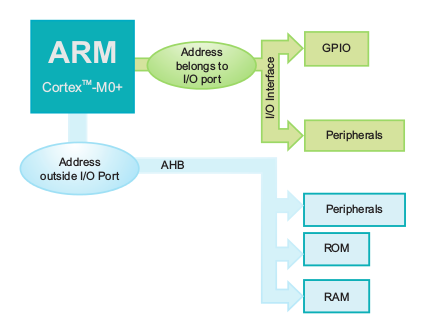 ARM
Cortex™-M0+
Address
belongs to
I/O port
I/O Interface
GPIO
Peripherals
Address
outside I/O Port
AHB
Peripherals
ROM
RAM